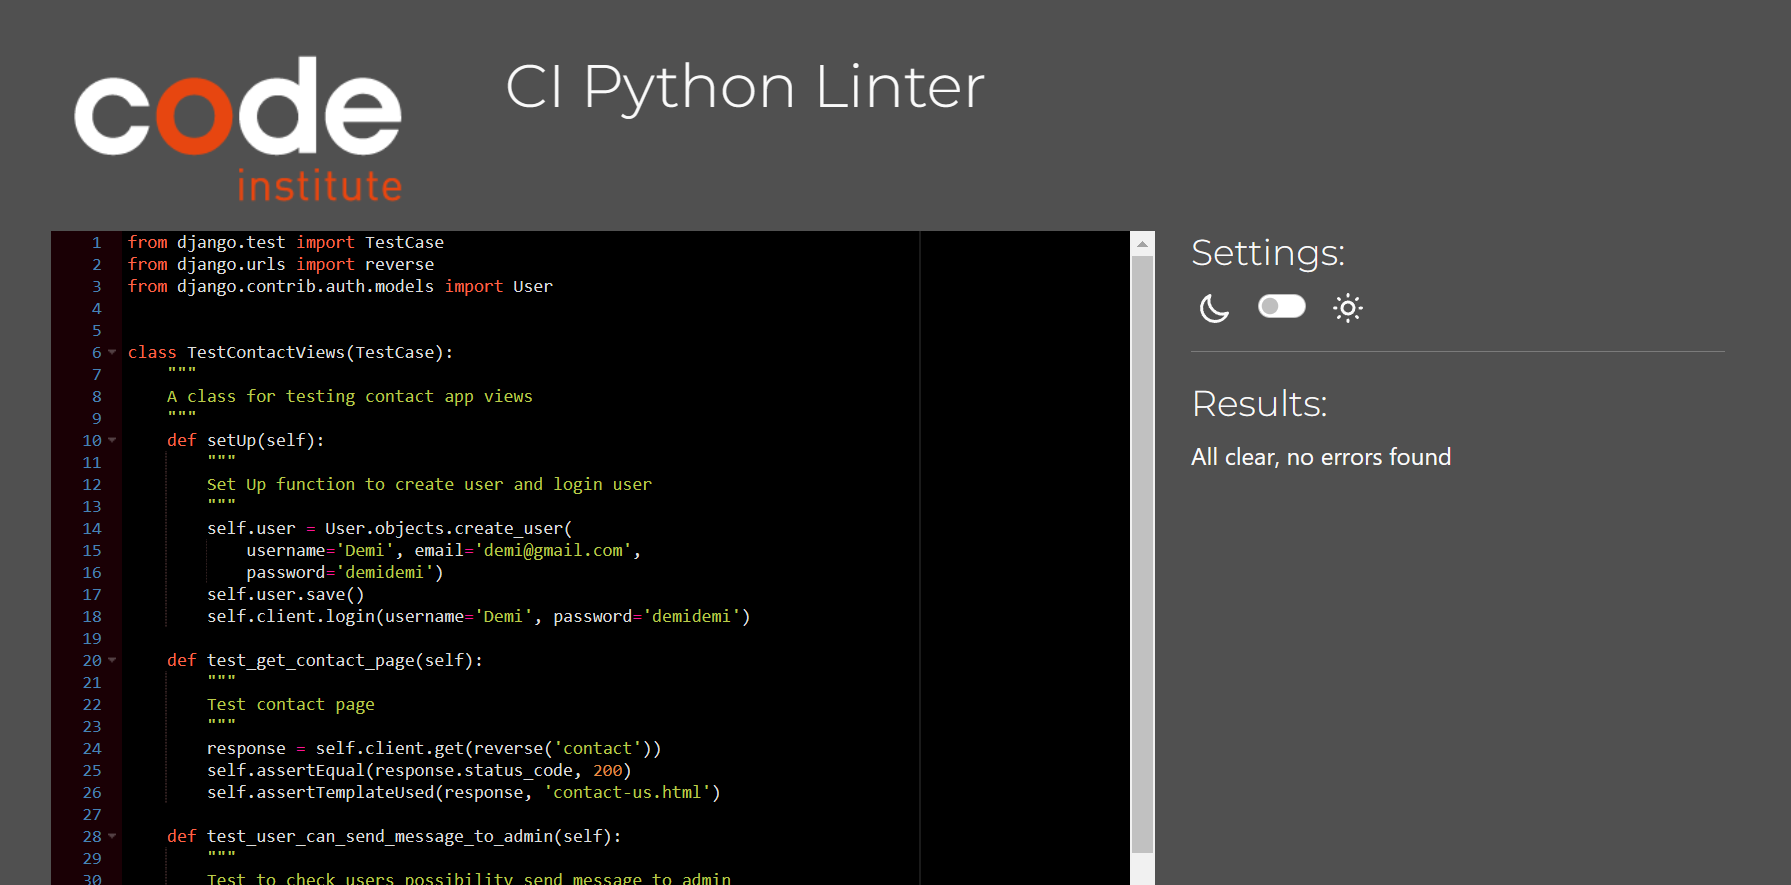 code
institute
CI Python Linter
1 from django.test import TestCase
2 from django.urls import reverse
3 from django.contrib.auth.models import User
4
5
6 class TestContactViews(TestCase):
7     """
8     A class for testing contact app views
9     """
10     def setUp(self):
11         """
12         Set Up function to create user and login user
13         """
14         self.user = User.objects.create_user(
15             username='Demi', email='demi@gmail.com',
16             password='demidemi')
17         self.user.save()
18         self.client.login(username='Demi', password='demidemi')
19
20     def test_get_contact_page(self):
21         """
22         Test contact page
23         """
24         response = self.client.get(reverse('contact'))
25         self.assertEqual(response.status_code, 200)
26         self.assertTemplateUsed(response, 'contact-us.html')
27
28     def test_user_can_send_message_to_admin(self):
29         """
30         Test to check users possibility send message to admin
Settings:
Results:
All clear, no errors found